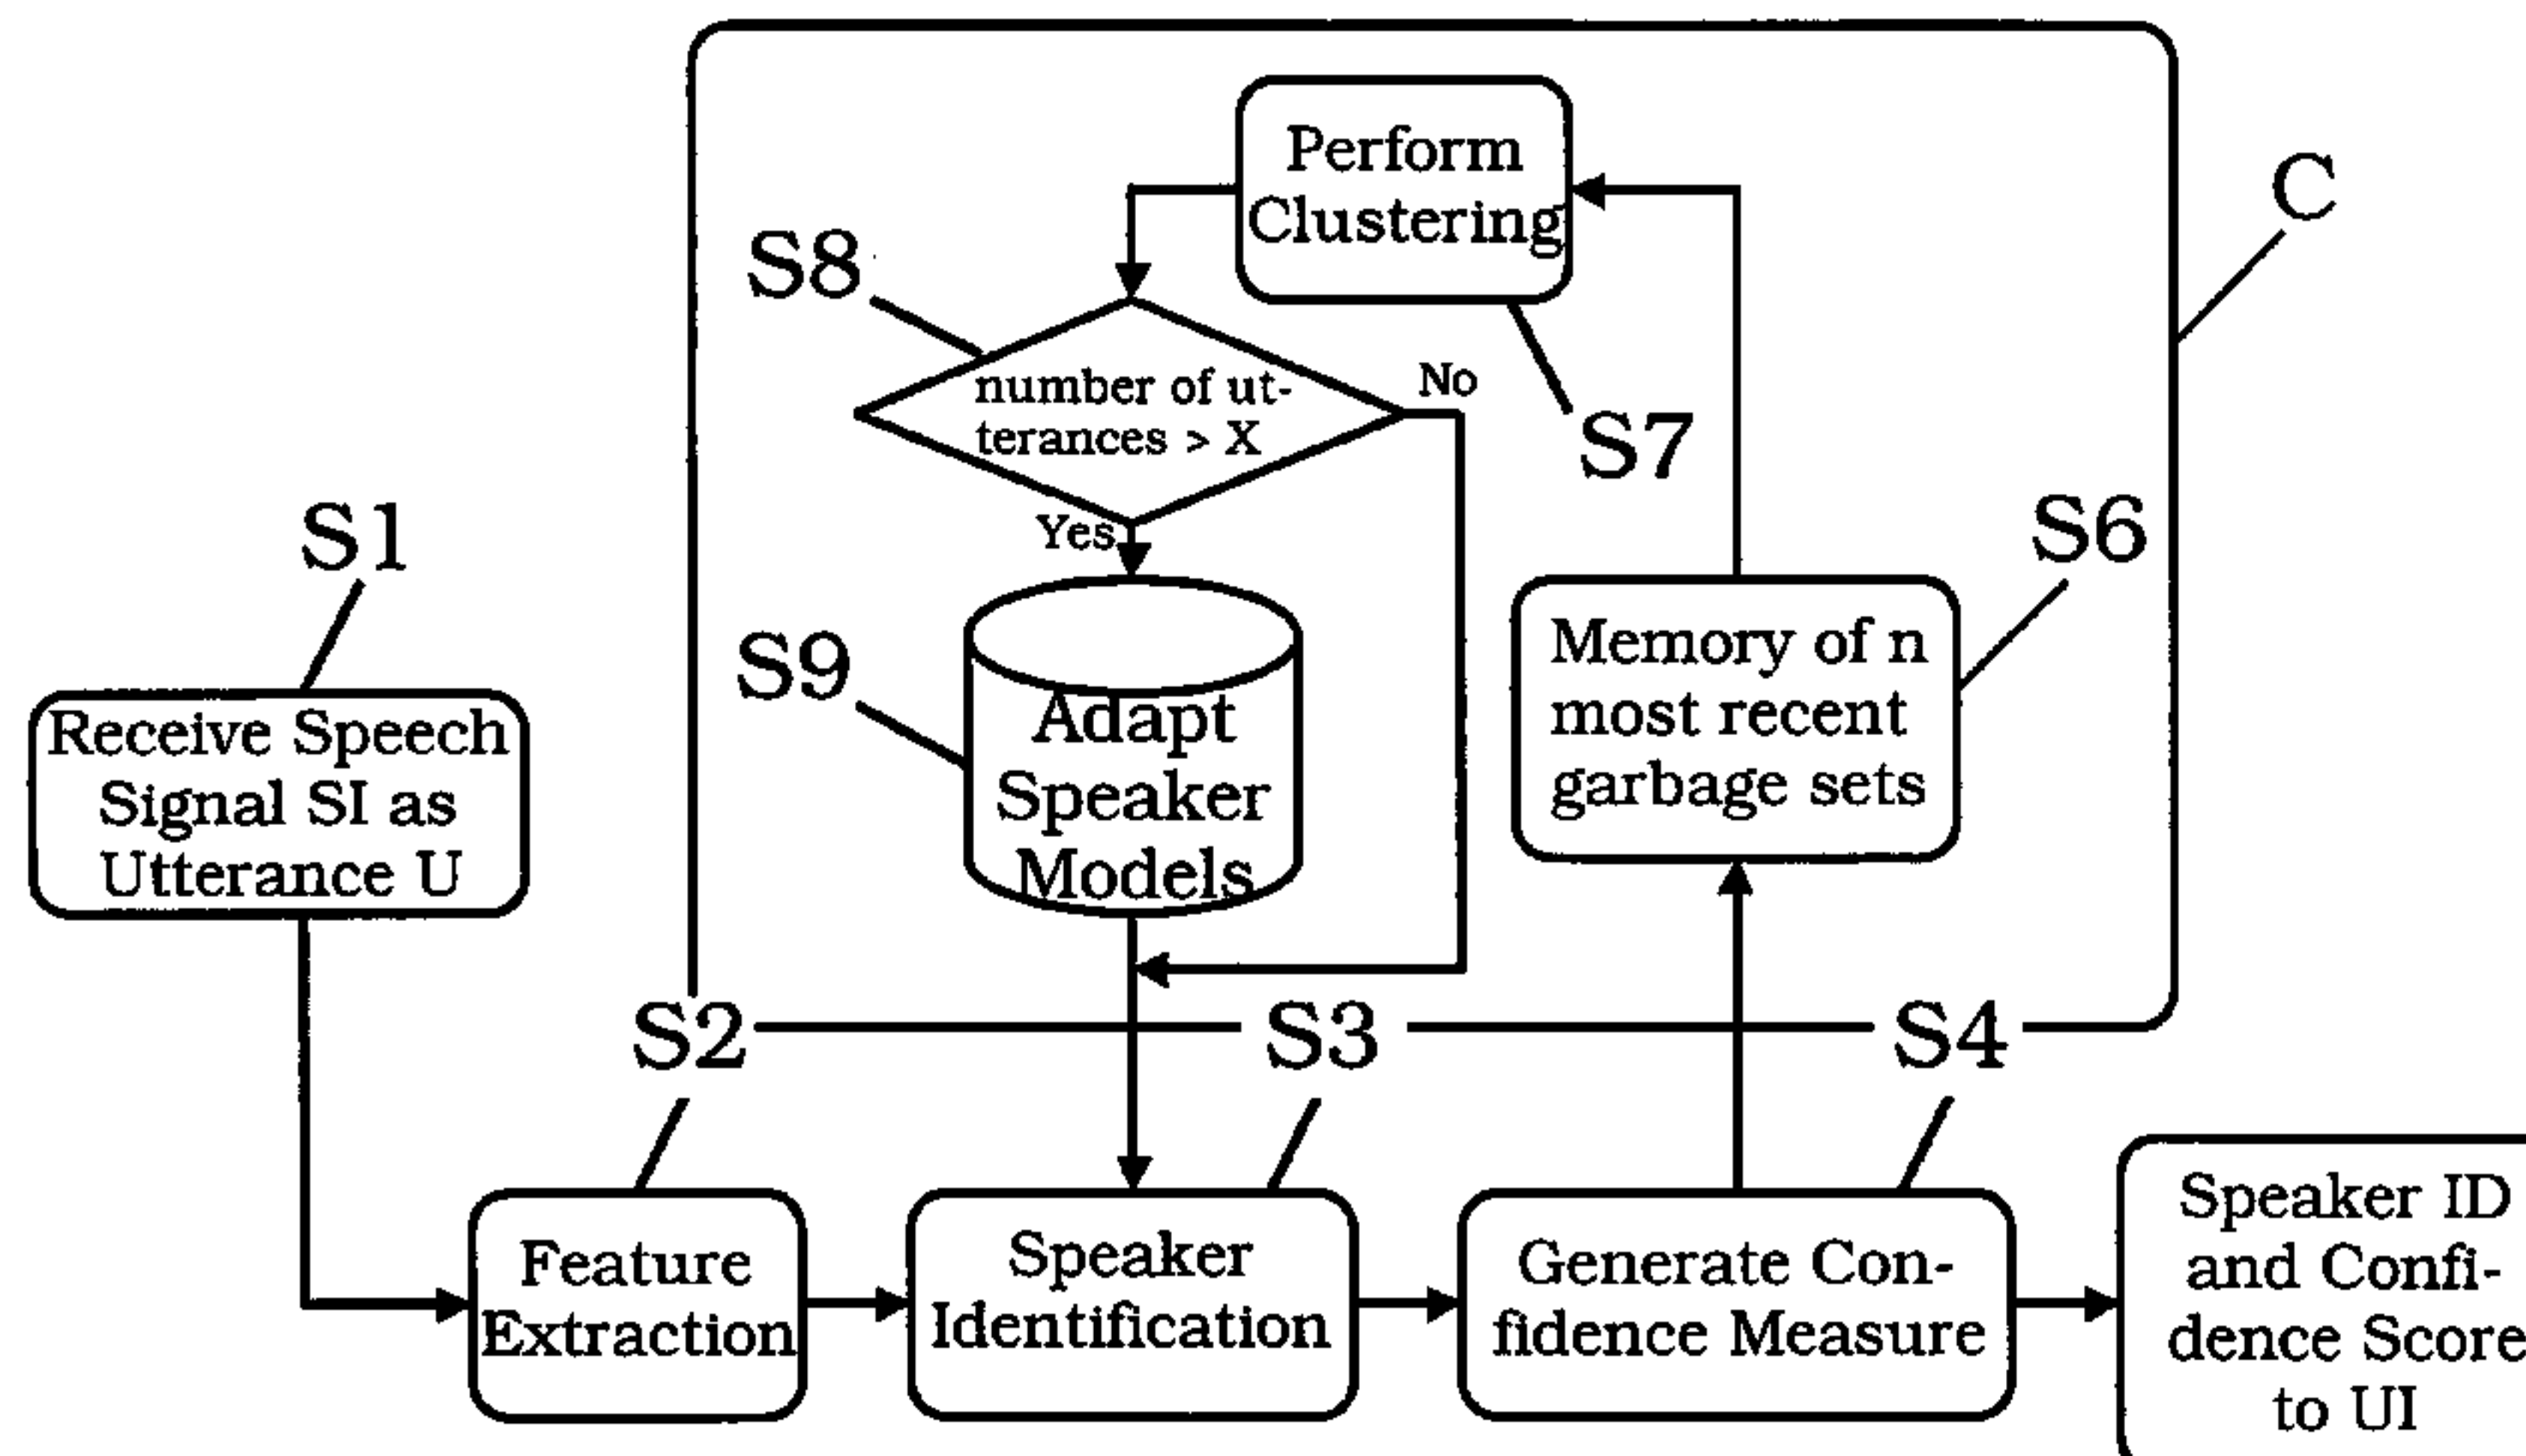 Perform
Clustering
C
S8
number of ut-
terances > X
No
S7
Yes
S1
S6
S9
Adapt
Speaker
Models
Memory of n
most recent
garbage sets
Receive Speech
Signal SI as
Utterance U
S2
S3
S4
Feature
Extraction
Speaker
Identification
Generate Con-
fidence Measure
Speaker ID
and Confi-
dence Score
to UI